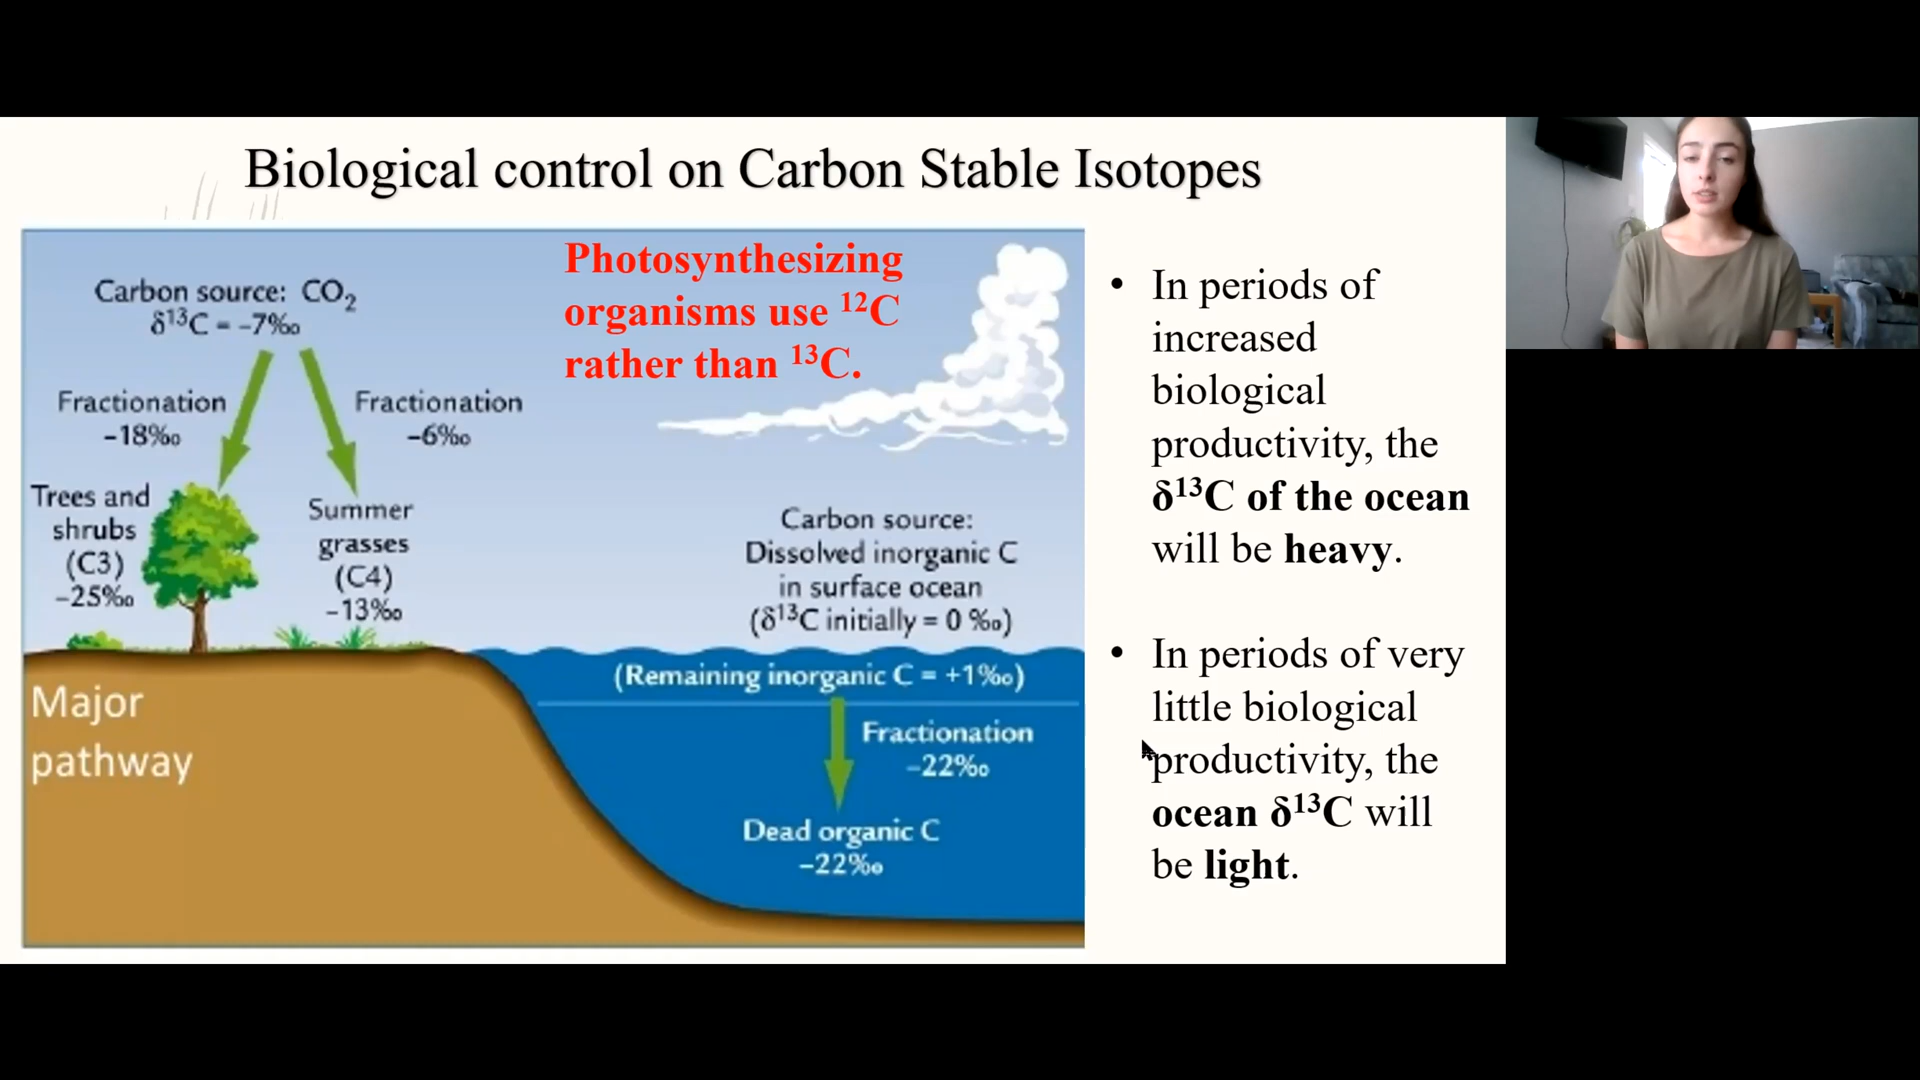 Biological control on Carbon Stable Isotopes
Carbon source: CO₂
δ¹³C = –7‰
Fractionation
–18‰
Fractionation
–6‰
Trees and
shrubs
(C3)
–25‰
Summer
grasses
(C4)
–13‰
Photosynthesizing
organisms use ¹²C
rather than ¹³C.
Carbon source:
Dissolved inorganic C
in surface ocean
(δ¹³C initially = 0 ‰)
(Remaining inorganic C = +1‰)
Fractionation
–22‰
Dead organic C
–22‰
Major
pathway
• In periods of
increased
biological
productivity, the
δ¹³C of the ocean
will be heavy.
• In periods of very
little biological
productivity, the
ocean δ¹³C will
be light.